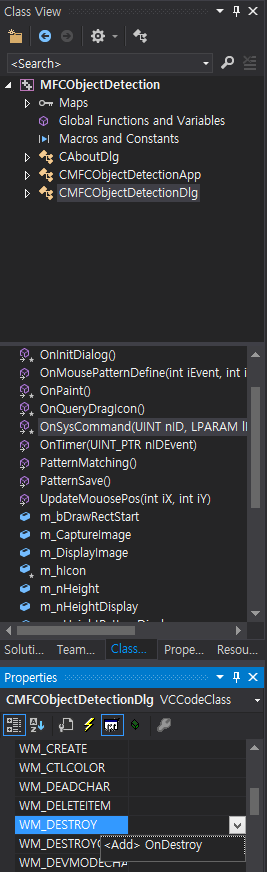 Class View
<Search>
MFCObjectDetection
Maps
Global Functions and Variables
Macros and Constants
CAboutDlg
CMFCObjectDetectionApp
CMFCObjectDetectionDlg
OnInitDialog()
OnMousePatternDefine(int iEvent, int i
OnPaint()
OnQueryDragIcon()
OnSysCommand(UINT nID, LPARAM l
OnTimer(UINT_PTR nIDEvent)
PatternMatching()
PatternSave()
UpdateMouosePos(int iX, int iY)
m_bDrawRectStart
m_CaptureImage
m_DisplayImage
m_hIcon
m_nHeight
m_nHeightDisplay
Soluti... Team... Class... Prope... Resou...
Properties
CMFCObjectDetectionDlg VCCodeClass
WM_CREATE
WM_CTLCOLOR
WM_DEADCHAR
WM_DELETEITEM
WM_DESTROY
WM_DESTROYC
<Add> OnDestroy
WM_DEVMODECHA